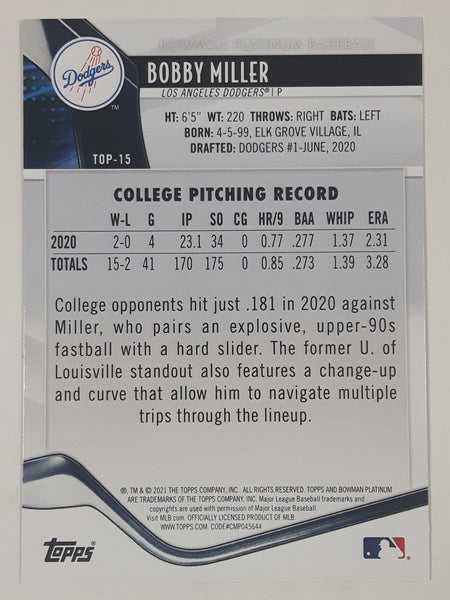 BOWMAN PLATINUM BASEBALL
Dodgers
TM
BOBBY MILLER
LOS ANGELES DODGERS® | P
TOP-15
HT: 6'5" WT: 220 THROWS: RIGHT BATS: LEFT
BORN: 4-5-99, ELK GROVE VILLAGE, IL
DRAFTED: DODGERS #1-JUNE, 2020
COLLEGE PITCHING RECORD
W-L G IP SO CG HR/9 BAA WHIP ERA
2020 2-0 4 23.1 34 0 0.77 .277 1.37 2.31
TOTALS 15-2 41 170 175 0 0.85 .273 1.39 3.28
College opponents hit just .181 in 2020 against
Miller, who pairs an explosive, upper-90s
fastball with a hard slider. The former U. of
Louisville standout also features a change-up
and curve that allow him to navigate multiple
trips through the lineup.
®, TM & © 2021 THE TOPPS COMPANY, INC. ALL RIGHTS RESERVED. TOPPS AND BOWMAN PLATINUM
ARE TRADEMARKS OF THE TOPPS COMPANY, INC. Major League Baseball trademarks and
copyrights are used with permission of Major League Baseball.
Visit MLB.com. OFFICIALLY LICENSED PRODUCT OF MLB.
WWW.TOPPS.COM. CODE#CMP045644
Topps